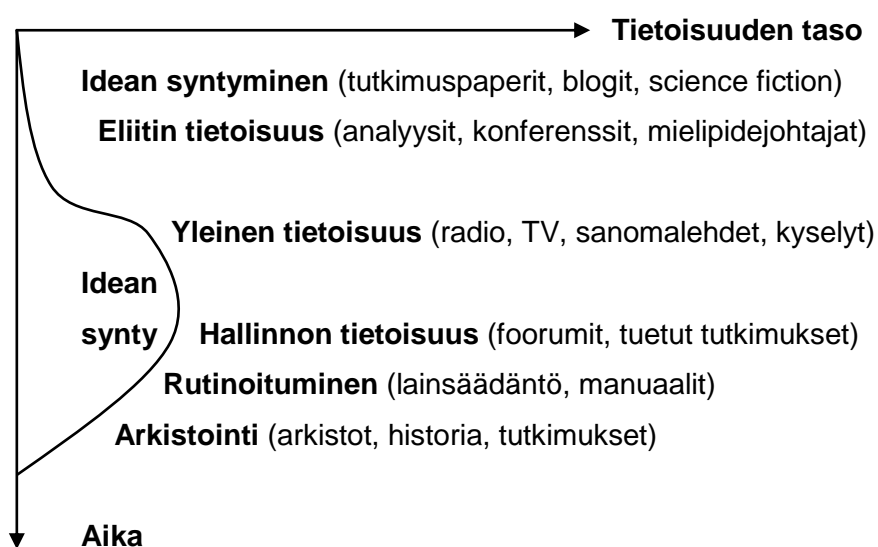 Tietoisuuden taso
Idean syntyminen (tutkimuspaperit, blogit, science fiction)
Eliitin tietoisuus (analyysit, konferenssit, mielipidejohtajat)
Yleinen tietoisuus (radio, TV, sanomalehdet, kyselyt)
Idean
synty Hallinnon tietoisuus (foorumit, tuetut tutkimukset)
Rutinoituminen (lainsäädäntö, manuaalit)
Arkistointi (arkistot, historia, tutkimukset)
Aika